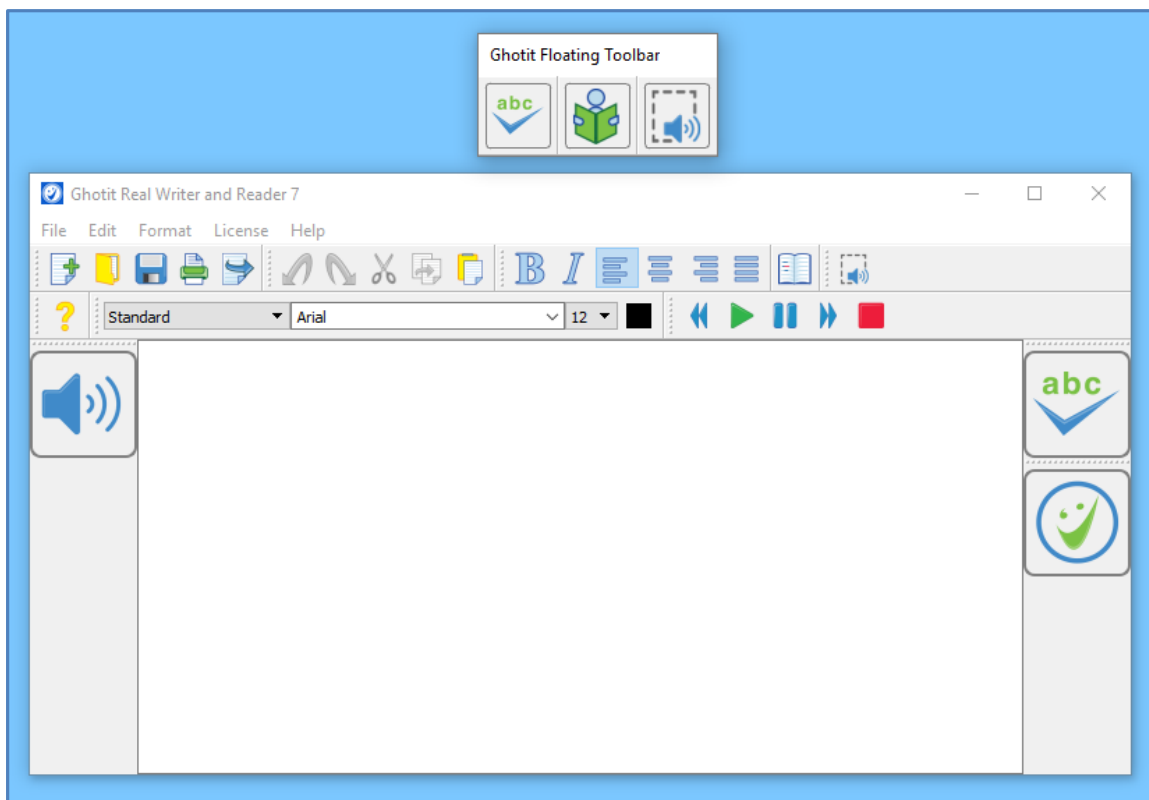 Ghotit Floating Toolbar
abc
Ghotit Real Writer and Reader 7
File Edit Format License Help
B I
?
Standard Arial 12
abc